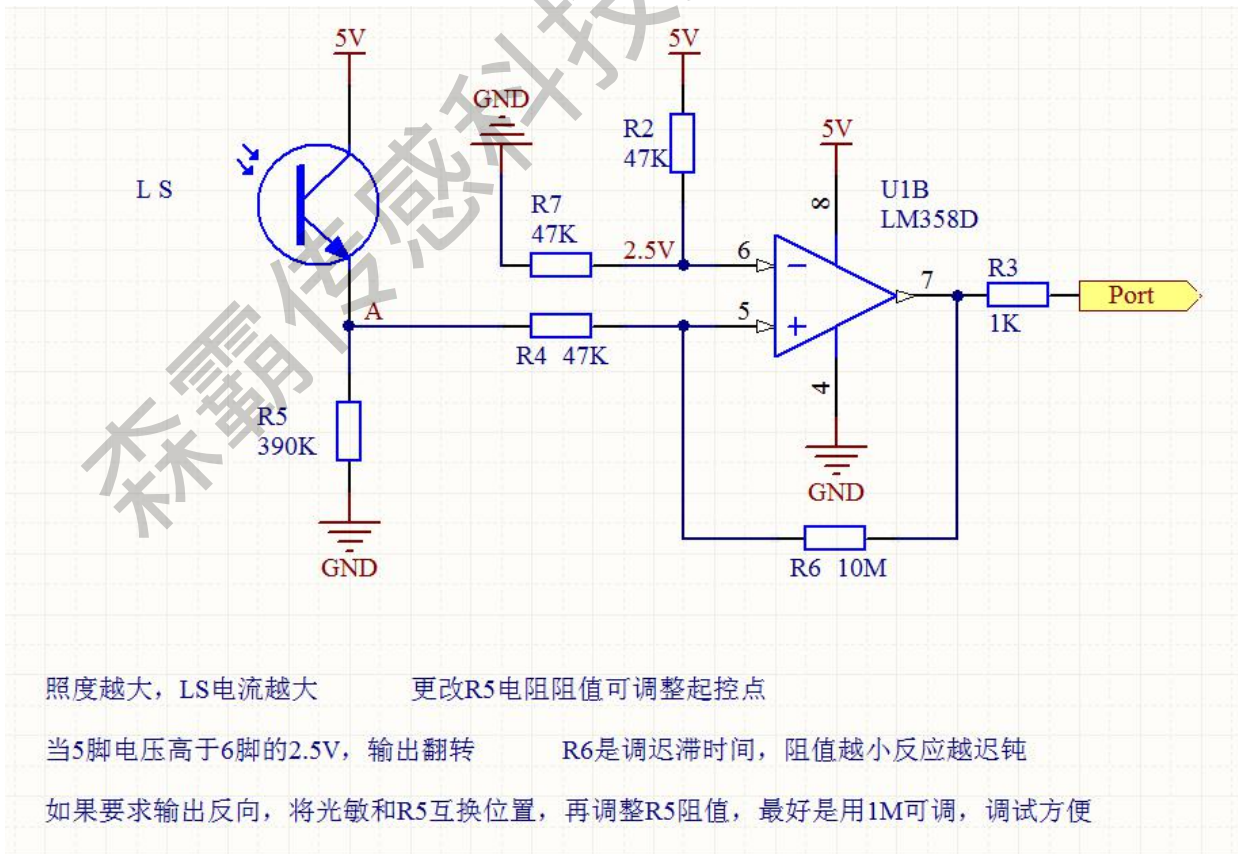 森霸传感科技
5V
5V
GND
R2
47K
5V
L S
U1B
LM358D
8
R7
47K
2.5V
6
7
R3
1K
Port
A
5
R4 47K
4
R5
390K
GND
GND
R6 10M
照度越大，LS电流越大 更改R5电阻阻值可调整起控点
当5脚电压高于6脚的2.5V，输出翻转 R6是调迟滞时间，阻值越小反应越迟钝
如果要求输出反向，将光敏和R5互换位置，再调整R5阻值，最好是用1M可调，调试方便